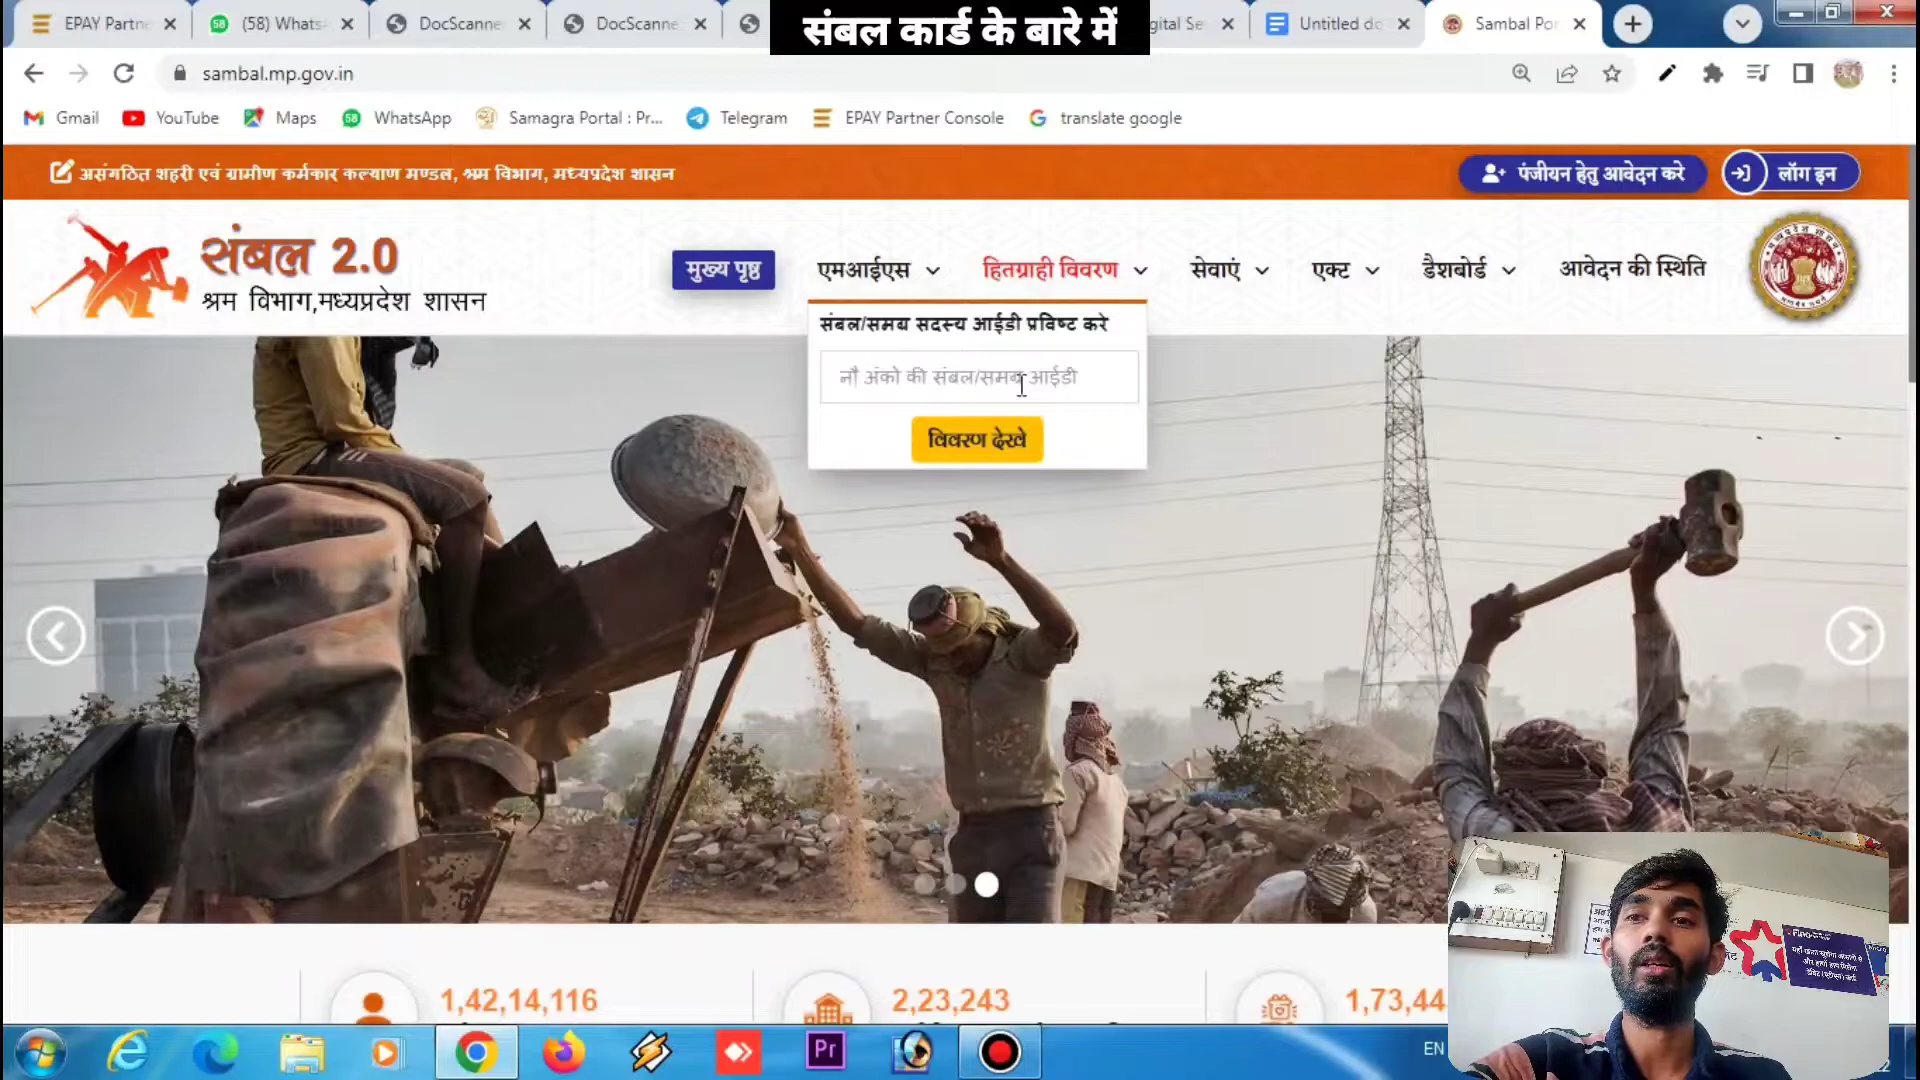 संबल कार्ड के बारे में
EPAY Partne
(58) Whats
DocScanne
DocScanne
gital Se
Untitled do
Sambal Por
sambal.mp.gov.in
Gmail
YouTube
Maps
WhatsApp
Samagra Portal : Pr...
Telegram
EPAY Partner Console
translate google
असंगठित शहरी एवं ग्रामीण कर्मकार कल्याण मण्डल, श्रम विभाग, मध्यप्रदेश शासन
पंजीयन हेतु आवेदन करे
लॉग इन
संबल 2.0
श्रम विभाग,मध्यप्रदेश शासन
मुख्य पृष्ठ
एमआईएस
हितग्राही विवरण
सेवाएं
एक्ट
डैशबोर्ड
आवेदन की स्थिति
संबल/समग्र सदस्य आईडी प्रविष्ट करे
नौ अंको की संबल/समग्र आईडी
विवरण देखे
1,42,14,116
2,23,243
1,73,44
Pr
EN
Fino